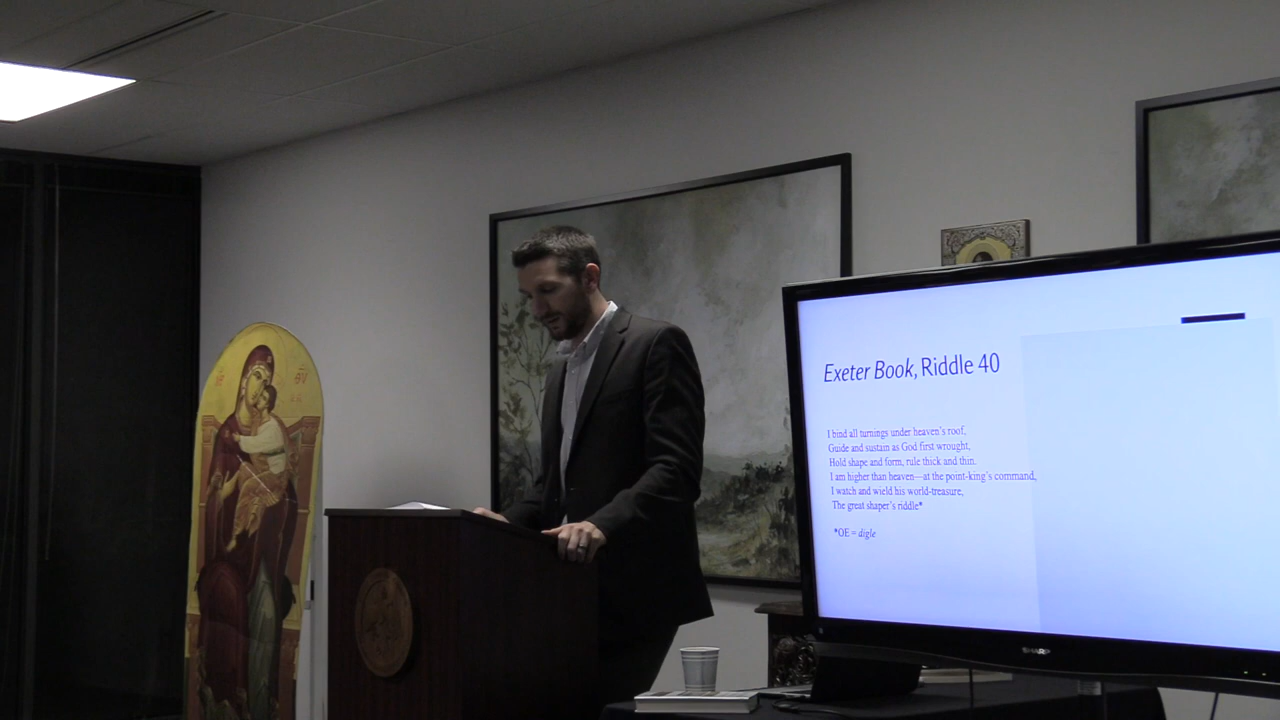 Exeter Book, Riddle 40
I bind all turnings under heaven's roof,
Guide and sustain as God first wrought,
Hold shape and form, rule thick and thin.
I am higher than heaven—at the point-king's command,
I watch and wield his world-treasure,
The great shaper's riddle*
*OE = digle
SHARP